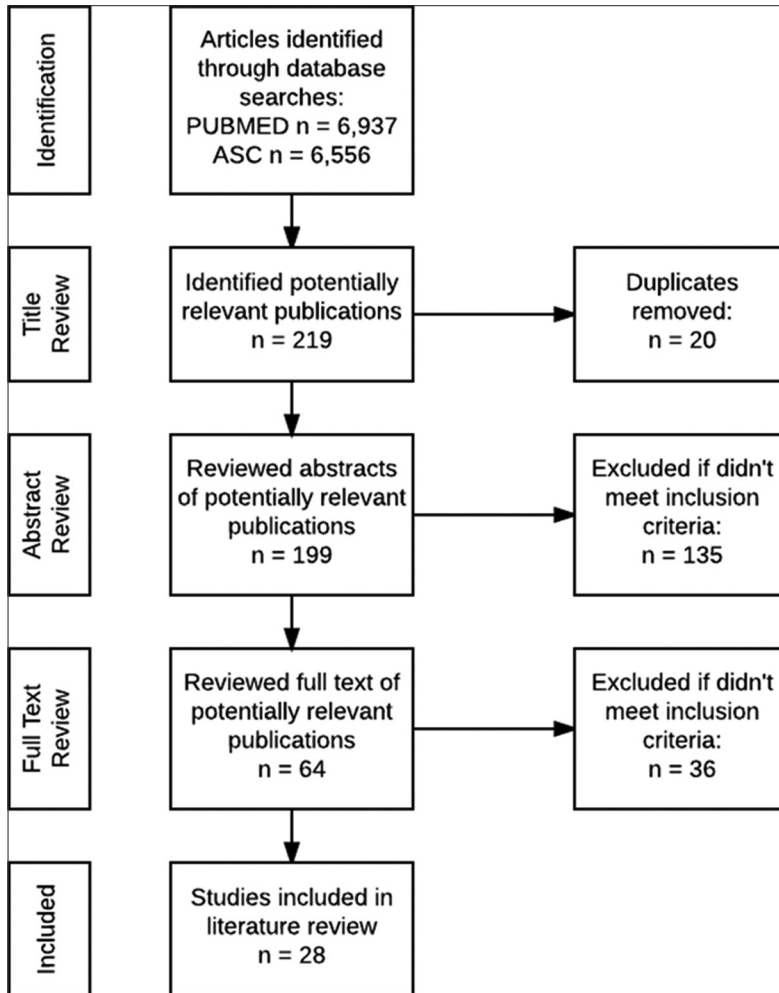 Identification
Articles identified
through database
searches:
PUBMED n = 6,937
ASC n = 6,556
Title
Review
Identified potentially
relevant publications
n = 219
Duplicates
removed:
n = 20
Abstract
Review
Reviewed abstracts
of potentially relevant
publications
n = 199
Excluded if didn't
meet inclusion
criteria:
n = 135
Full Text
Review
Reviewed full text of
potentially relevant
publications
n = 64
Excluded if didn't
meet inclusion
criteria:
n = 36
Included
Studies included in
literature review
n = 28